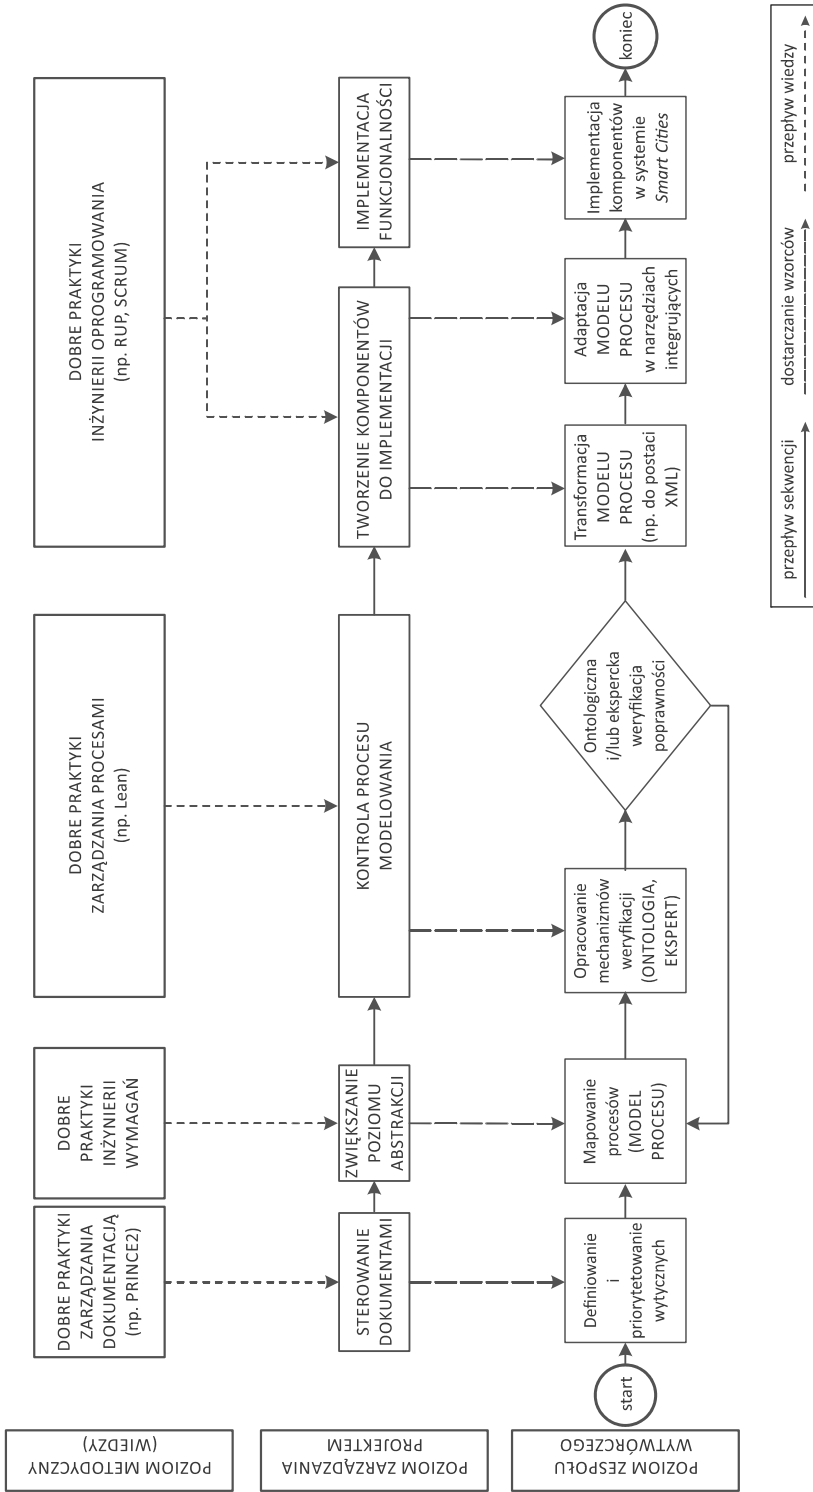 POZIOM METODYCZNY
(WIEDZY)
DOBRE PRAKTYKI
ZARZĄDZANIA
DOKUMENTACJĄ
(np. PRINCE2)
DOBRE
PRAKTYKI
INŻYNIERII
WYMAGAŃ
DOBRE PRAKTYKI
ZARZĄDZANIA PROCESAMI
(np. Lean)
DOBRE PRAKTYKI
INŻYNIERII OPROGRAMOWANIA
(np. RUP, SCRUM)
POZIOM ZARZĄDZANIA
PROJEKTEM
STEROWANIE
DOKUMENTAMI
ZWIĘKSZANIE
POZIOMU
ABSTRAKCJI
KONTROLA PROCESU
MODELOWANIA
TWORZENIE KOMPONENTÓW
DO IMPLEMENTACJI
IMPLEMENTACJA
FUNKCJONALNOŚCI
POZIOM ZESPOŁU
WYTWÓRCZEGO
start
Definiowanie
i
priorytetowanie
wytycznych
Mapowanie
procesów
(MODEL
PROCESU)
Opracowanie
mechanizmów
weryfikacji
(ONTOLOGIA,
EKSPERT)
Ontologiczna
i/lub ekspercka
weryfikacja
poprawności
Transformacja
MODELU
PROCESU
(np. do postaci
XML)
Adaptacja
MODELU
PROCESU
w narzędziach
integrujących
Implementacja
komponentów
w systemie
Smart Cities
koniec
przepływ sekwencji
dostarczanie wzorców
przepływ wiedzy